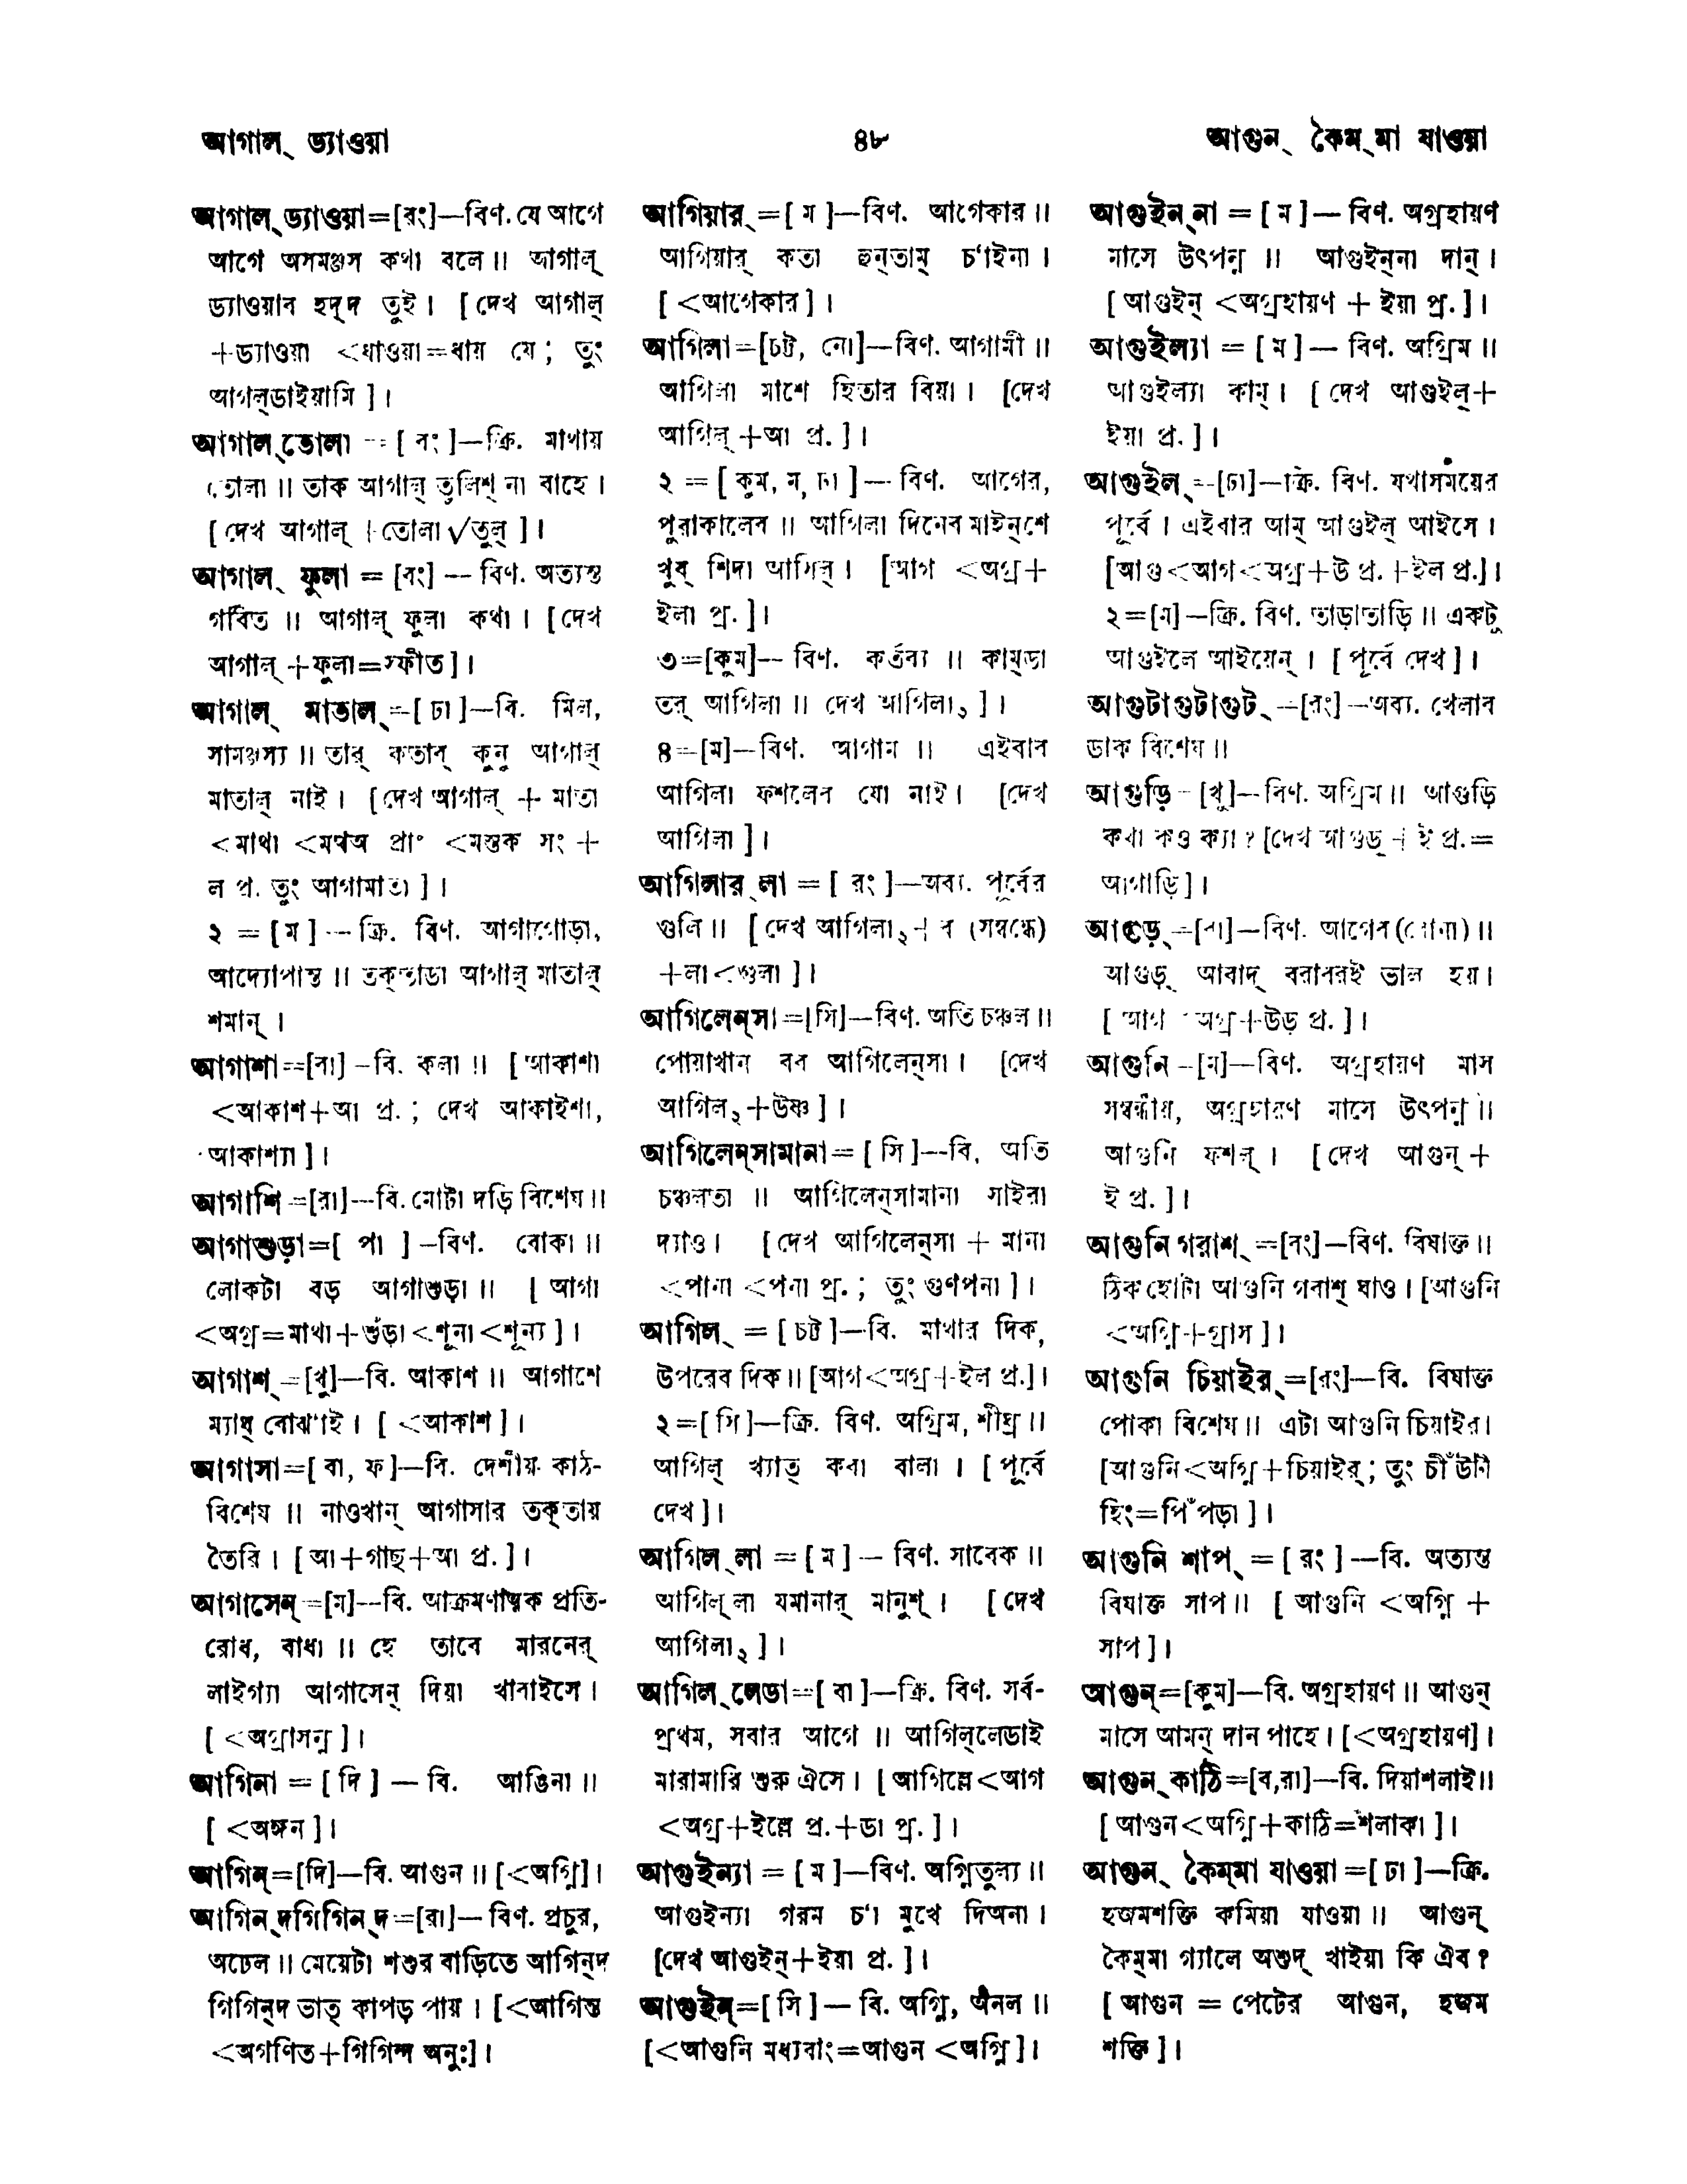 আগাল্ ড্যাওয়া
৪৮
আগুন্ কৈম্মা যাওয়া
আগাল্ ড্যাওয়া=[রং]—বিণ. যে আগে
আগে অসমঞ্জস কথা বলে॥ আগাল্
ড্যাওয়ার হদ্দ তুই। [দেখ আগাল্
+ড্যাওয়া <ধাওয়া=ধায় যে; তুং
আগল্ডাইয়ামি]।
আগাল্ তোলা =[রং]—ক্রি. মাথায়
তোলা॥ তাক আগাল্ তুলিশ্ না বাহে।
[দেখ আগাল্ +তোলা √তুল্]।
আগাল্ ফুলা = [রং] — বিণ. অত্যন্ত
গর্বিত॥ আগাল্ ফুলা কথা। [দেখ
আগাল্+ফুলা=স্ফীত]।
আগাল্ মাতাল্=[ঢা]—বি. মিল,
সামঞ্জস্য॥ তার্ কতার্ কুনু আগাল্
মাতাল্ নাই। [দেখ আগাল্ + মাতা
<মাথা <মত্থঅ প্রা° <মস্তক সং +
ল প্র. তুং আগামাতা]।
২ = [ম] — ক্রি. বিণ. আগাগোড়া,
আদ্যোপান্ত॥ তক্তাডা আগাল্ মাতাল্
শমান্।
আগাশা=[বা] –বি. কলা॥ [আকাশা
<আকাশ+আ প্র.; দেখ আকাইশা,
আকাশ্যা]।
আগাশি=[রা]—বি. মোটা দড়ি বিশেষ॥
আগাশুড়া=[ পা ] –বিণ. বোকা॥
লোকটা বড় আগাশুড়া॥ [আগা
<অগ্র=মাথা+শুঁড়া<শূনা<শূন্য]।
আগাশ্=[খু]—বি. আকাশ॥ আগাশে
ম্যাঘ্ বোঝাই। [<আকাশ]।
আগাসা=[বা, ফ]—বি. দেশীয় কাঠ-
বিশেষ॥ নাওখান্ আগাসার তক্তায়
তৈরি। [আ+গাছ+আ প্র.]।
আগাসেন্=[ম]—বি. আক্রমণাত্মক প্রতি-
রোধ, বাধা॥ হে তাবে মারনের্
লাইগ্যা আগাসেন্ দিয়া খারাইসে।
[<অগ্রাসন্ন]।
আগিনা = [দি] — বি. আঙিনা॥
[<অঙ্গন]।
আগিন্=[দি]—বি. আগুন॥ [<অগ্নি]।
আগিন্দগিগিন্দ=[রা]— বিণ. প্রচুর,
অঢেল॥ মেয়েটা শশুর বাড়িতে আগিন্দ
গিগিন্দ ভাত্ কাপড় পায়। [<আগিন্ত
<অগণিত+গিগিন্দ অনুঃ]।
আগিয়ার্=[ম]—বিণ. আগেকার॥
আগিয়ার্ কতা হুন্তাম্ চ'াইনা।
[<আগেকার]।
আগিলা=[চট্ট, নো]—বিণ. আগামী॥
আগিলা মাশে হিতার বিয়া। [দেখ
আগিল্+আ প্র.]।
২ =[কুম, ম, ঢা]— বিণ. আগের,
পুরাকালের॥ আগিলা দিনের মাইন্শে
খুব্ শিদা আগিল্। [আগ <অগ্র+
ইলা প্র.]।
৩=[কুম]— বিণ. কর্তব্য॥ কাম্ডা
তর্ আগিলা॥ দেখ আগিলা২]।
৪=[ম]—বিণ. আগাম॥ এইবার
আগিলা ফশলের যো নাই। [দেখ
আগিলা]।
আগিলার্লা =[রং]—অব্য. পূর্বের
গুলি॥ [দেখ আগিলা২+র (সম্বন্ধে)
+লা<গুলা]।
আগিলেন্সা=[সি]—বিণ. অতি চঞ্চল॥
পোয়াখান বব আগিলেন্সা। [দেখ
আগিল২+উষ্ণ]।
আগিলেন্সামানা=[সি]—বি. অতি
চঞ্চলতা॥ আগিলেন্সামানা সাইরা
দ্যাও। [দেখ আগিলেন্সা + মানা
<পানা <পনা প্র.; তুং গুণপনা]।
আগিল্ = [চট্ট]—বি. মাথার দিক,
উপরের দিক॥ [আগ<অগ্র+ইল প্র.]।
২=[সি]—ক্রি. বিণ. অগ্রিম, শীঘ্র॥
আগিল্ খ্যাত্ করা বালা। [পূর্বে
দেখ]।
আগিল্লা =[ম] — বিণ. সাবেক॥
আগিল্লা যমানার্ মানুশ্। [দেখ
আগিলা২]।
আগিল্লেডা=[বা]—ক্রি. বিণ. সর্ব-
প্রথম, সবার আগে॥ আগিল্লেডাই
মারামারি শুরু ঐসে। [আগিল্লে<আগ
<অগ্র+ইল্লে প্র.+ডা প্র.]।
আগুইন্যা = [ম]—বিণ. অগ্নিতুল্য॥
আগুইন্যা গরম চ'া মুখে দিঅনা।
[দেখ আগুইন্+ইয়া প্র.]।
আগুইন্=[সি] — বি. অগ্নি, অনল॥
[<আগুনি মধ্যবাং=আগুন <অগ্নি]।
আগুইন্না = [ম] — বিণ. অগ্রহায়ণ
মাসে উৎপন্ন॥ আগুইন্না দান্।
[আগুইন্ <অগ্রহায়ণ + ইয়া প্র.]।
আগুইল্যা = [ম] — বিণ. অগ্রিম॥
আগুইল্যা কাম্। [দেখ আগুইল্+
ইয়া প্র.]।
আগুইল্=[ঢা]—ক্রি. বিণ. যথাসময়ের
পূর্বে। এইবার আম্ আগুইল্ আইসে।
[আগু<আগ<অগ্র+উ প্র.+ইল প্র.]।
২=[ম]—ক্রি. বিণ. তাড়াতাড়ি॥ একটু
আগুইলে আইয়েন্। [পূর্বে দেখ]।
আগুটাগুটাগুট্ —[রং]—অব্য. খেলার
ডাক বিশেষ॥
আগুড়ি – [খু]—বিণ. অগ্রিম॥ আগুড়ি
কথা কও ক্যা? [দেখ আগুড়্+ই প্র.=
আগাড়ি]।
আগুড়্=[বা]—বিণ. আগের (বোনা)॥
আগুড়্ আবাদ্ বরাবরই ভাল হয়।
[আগ <অগ্র+উড় প্র.]।
আগুনি–[ম]—বিণ. অগ্রহায়ণ মাস
সম্বন্ধীয়, অগ্রহায়ণ মাসে উৎপন্ন॥
আগুনি ফশল্। [দেখ আগুন্+
ই প্র.]।
আগুনি গরাশ্=[রং]—বিণ. বিষাক্ত॥
ঠিক হোটা আগুনি গরাশ্ ঘাও। [আগুনি
<অগ্নি+গ্রাস]।
আগুনি চিয়াইর্=[রং]—বি. বিষাক্ত
পোকা বিশেষ॥ এটা আগুনি চিয়াইর।
[আগুনি<অগ্নি+চিয়াইর্; তুং চীঁউটী
হিং=পিঁপড়া]।
আগুনি শাপ্ = [রং]—বি. অত্যন্ত
বিষাক্ত সাপ॥ [আগুনি <অগ্নি +
সাপ]।
আগুন্=[কুম]—বি. অগ্রহায়ণ॥ আগুন্
মাসে আমন্ দান পাহে। [<অগ্রহায়ণ]।
আগুন্ কাঠি=[ব,রা]—বি. দিয়াশলাই॥
[আগুন<অগ্নি+কাঠি=শলাকা]।
আগুন্ কৈম্মা যাওয়া =[ঢা]—ক্রি.
হজমশক্তি কমিয়া যাওয়া॥ আগুন্
কৈম্মা গ্যালে অশুদ্ খাইয়া কি ঐব?
[আগুন = পেটের আগুন, হজম
শক্তি]।